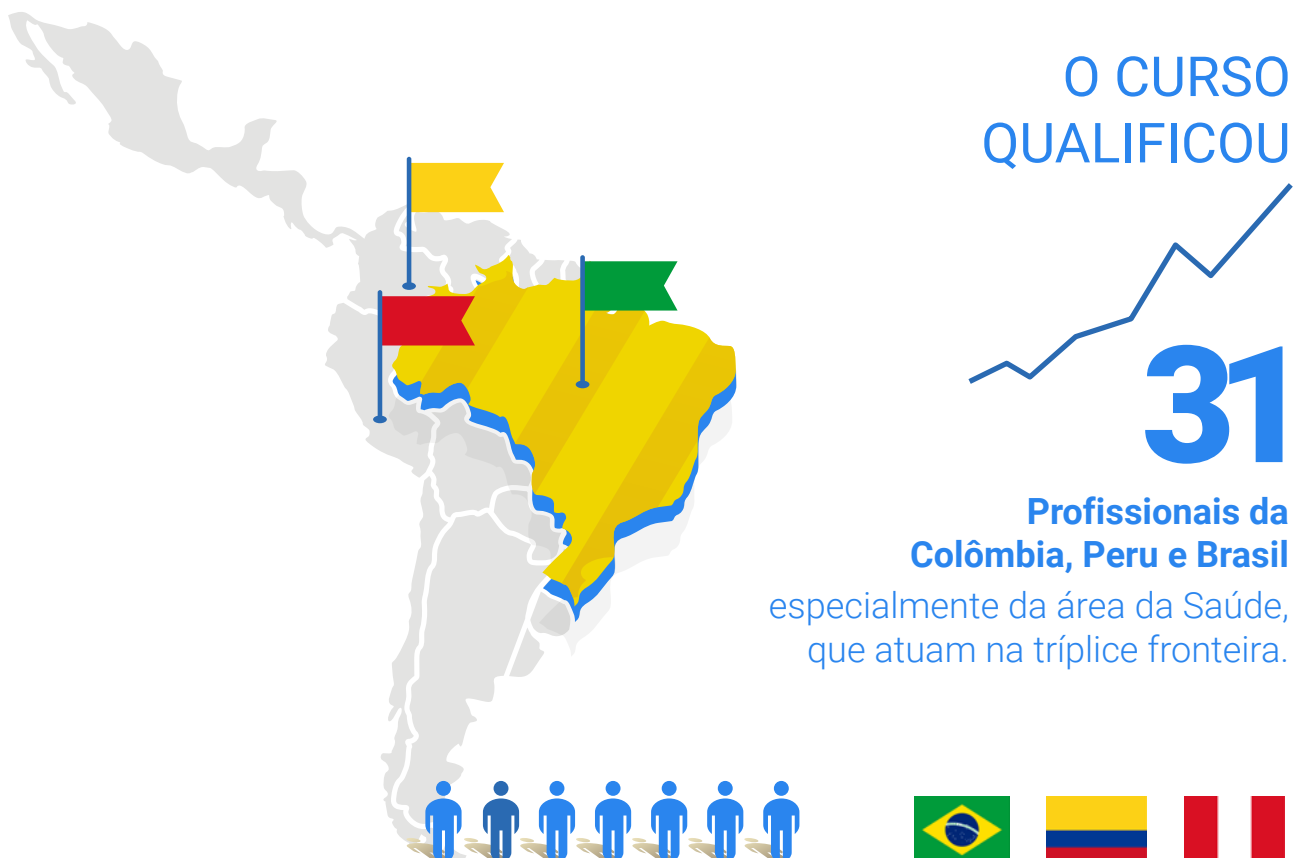 O CURSO
QUALIFICOU
31
Profissionais da
Colômbia, Peru e Brasil
especialmente da área da Saúde,
que atuam na tríplice fronteira.